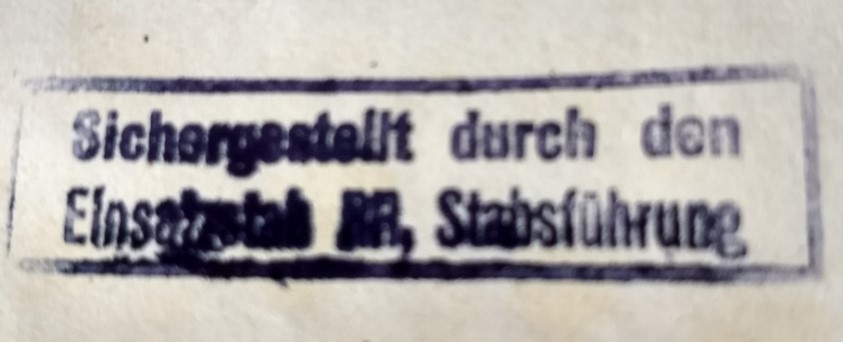 Sichergestellt durch den
Einsatzstab RR, Stabsführung